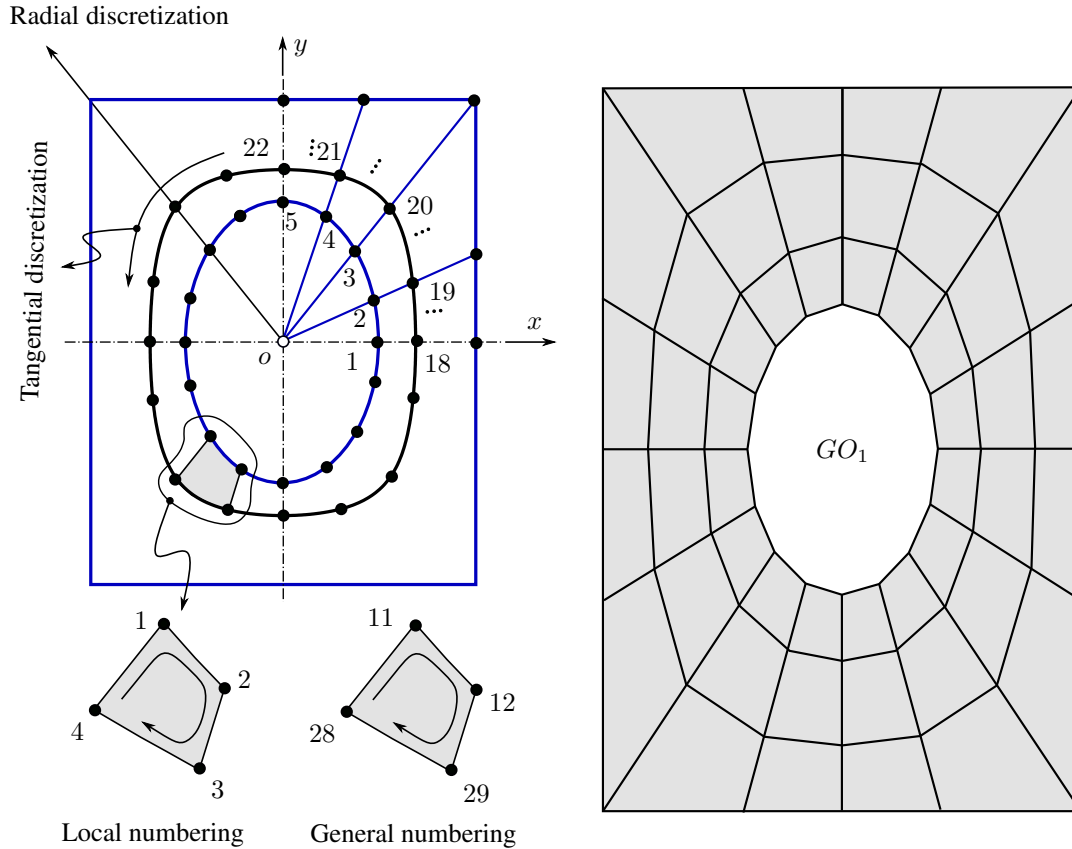 Radial discretization
y
22
21
20
19
18
5
4
3
2
1
x
o
Tangential discretization
GO₁
1
2
3
4
11
12
28
29
Local numbering
General numbering